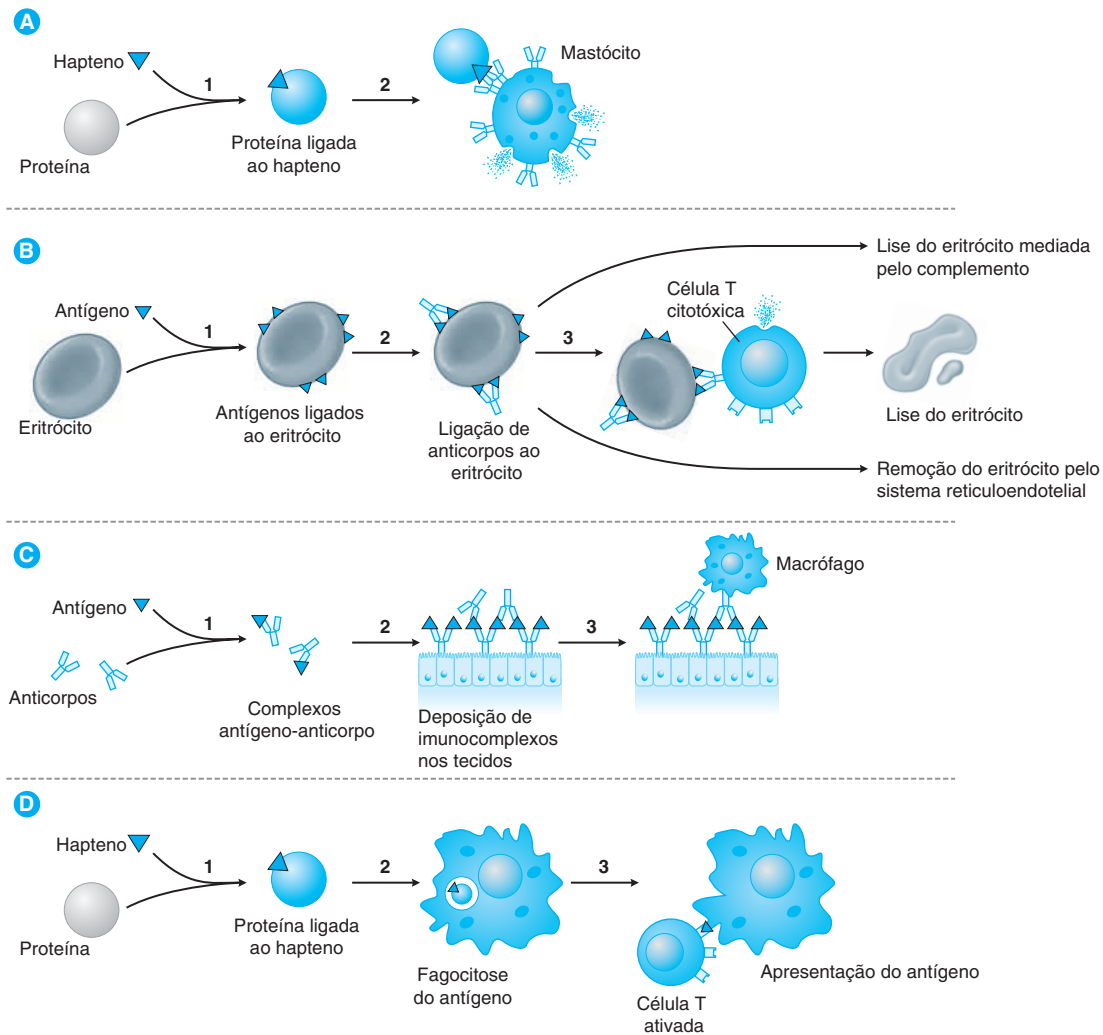 A
Hapteno
1
2
Mastócito
Proteína ligada
ao hapteno
Proteína
B
Lise do eritrócito mediada
pelo complemento
Antígeno
1
2
3
Célula T
citotóxica
Eritrócito
Antígenos ligados
ao eritrócito
Ligação de
anticorpos ao
eritrócito
Lise do eritrócito
Remoção do eritrócito pelo
sistema reticuloendotelial
C
Antígeno
1
2
3
Macrófago
Anticorpos
Complexos
antígeno-anticorpo
Deposição de
imunocomplexos
nos tecidos
D
Hapteno
1
2
3
Proteína
Proteína ligada
ao hapteno
Fagocitose
do antígeno
Célula T
ativada
Apresentação do antígeno